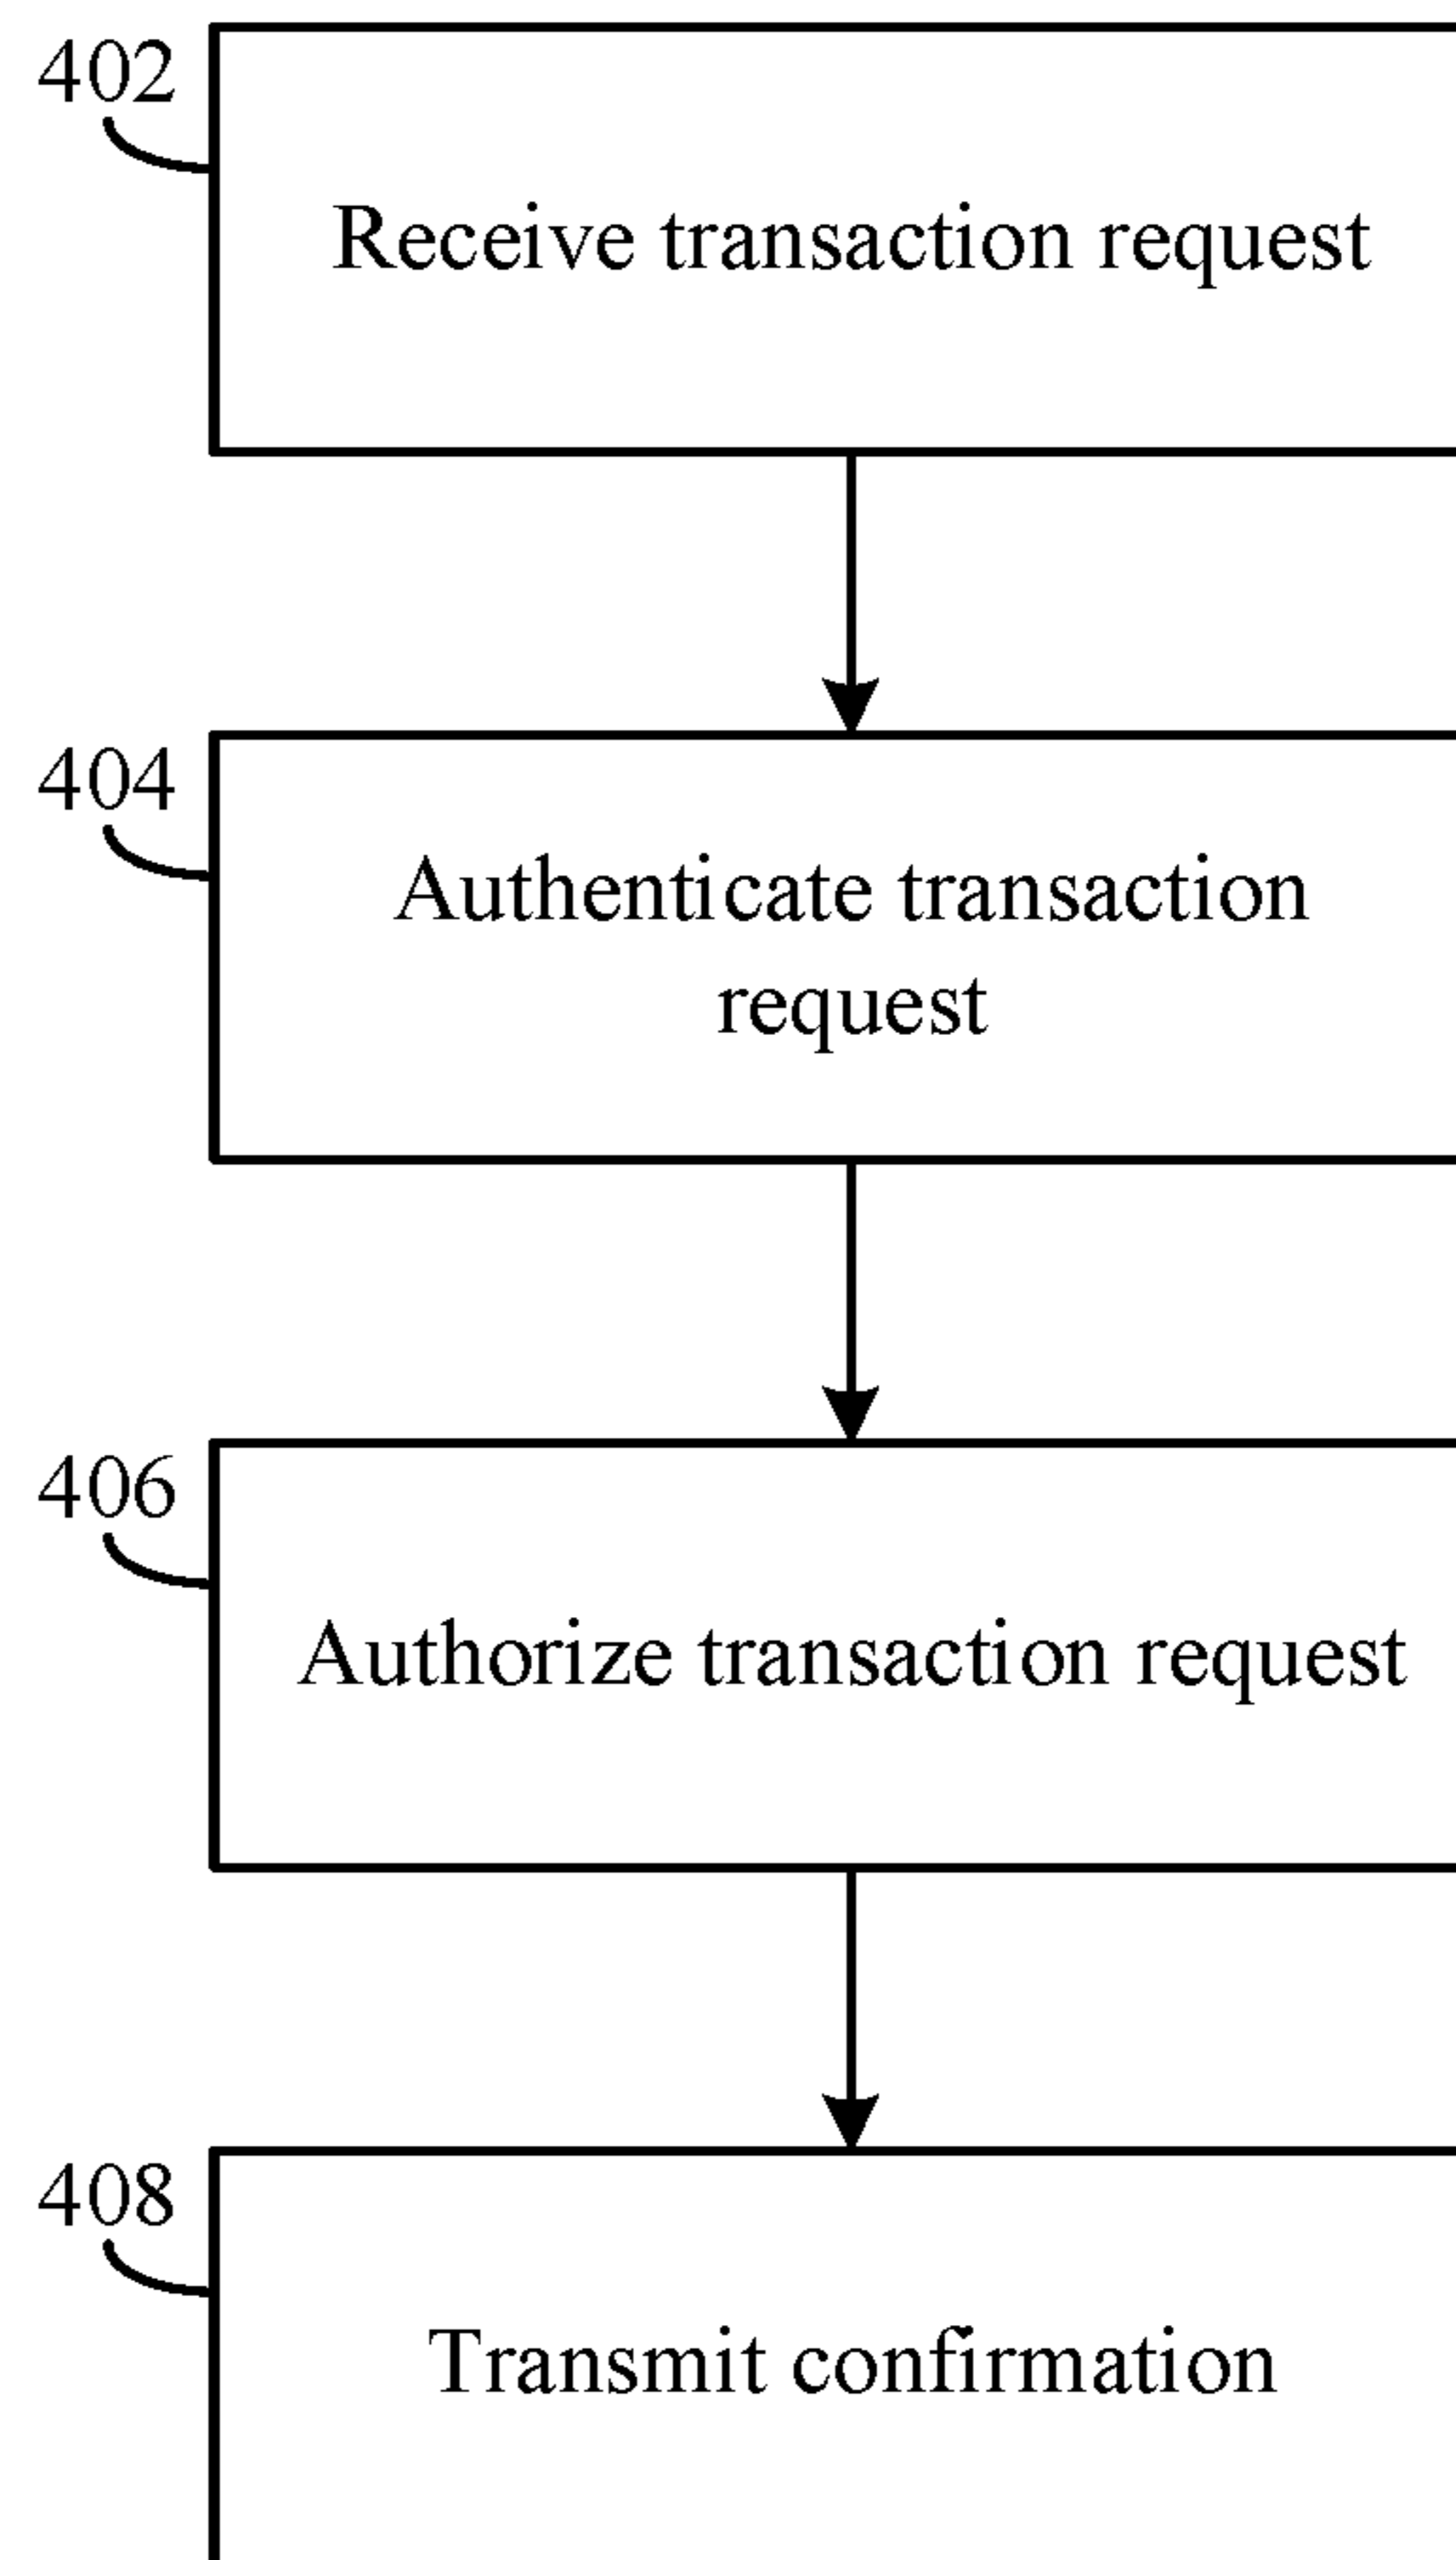 402
Receive transaction request
404
Authenticate transaction
request
406
Authorize transaction request
408
Transmit confirmation